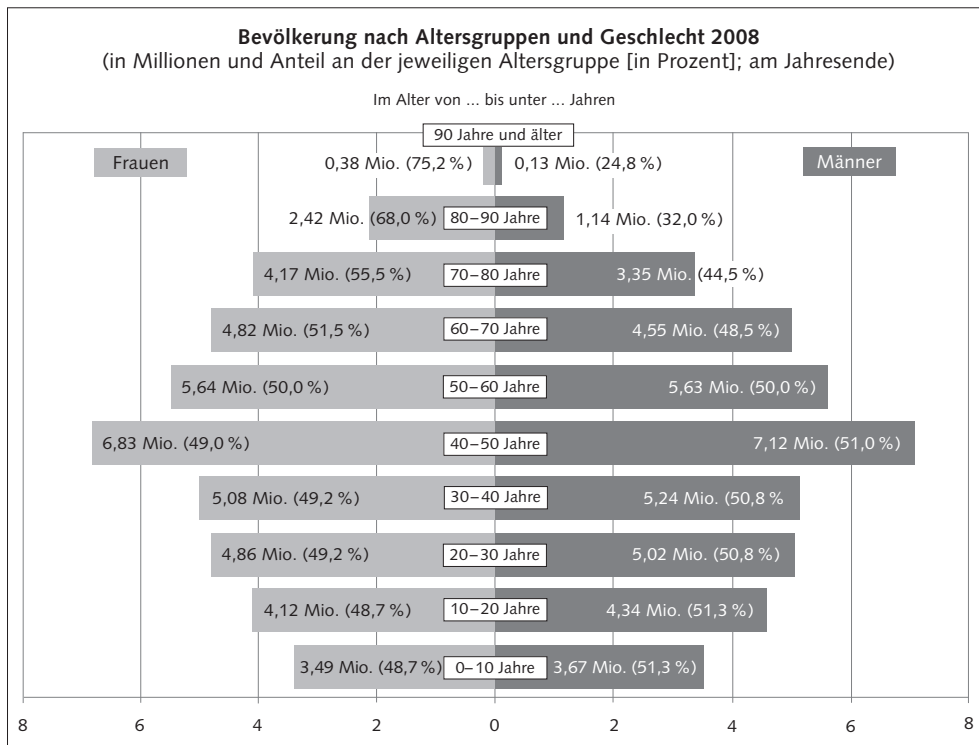 Bevölkerung nach Altersgruppen und Geschlecht 2008
(in Millionen und Anteil an der jeweiligen Altersgruppe [in Prozent]; am Jahresende)
Im Alter von ... bis unter ... Jahren
90 Jahre und älter
Frauen 0,38 Mio. (75,2 %) 0,13 Mio. (24,8 %) Männer
2,42 Mio. (68,0 %) 80–90 Jahre 1,14 Mio. (32,0 %)
4,17 Mio. (55,5 %) 70–80 Jahre 3,35 Mio. (44,5 %)
4,82 Mio. (51,5 %) 60–70 Jahre 4,55 Mio. (48,5 %)
5,64 Mio. (50,0 %) 50–60 Jahre 5,63 Mio. (50,0 %)
6,83 Mio. (49,0 %) 40–50 Jahre 7,12 Mio. (51,0 %)
5,08 Mio. (49,2 %) 30–40 Jahre 5,24 Mio. (50,8 %
4,86 Mio. (49,2 %) 20–30 Jahre 5,02 Mio. (50,8 %)
4,12 Mio. (48,7 %) 10–20 Jahre 4,34 Mio. (51,3 %)
3,49 Mio. (48,7 %) 0–10 Jahre 3,67 Mio. (51,3 %)
8 6 4 2 0 2 4 6 8